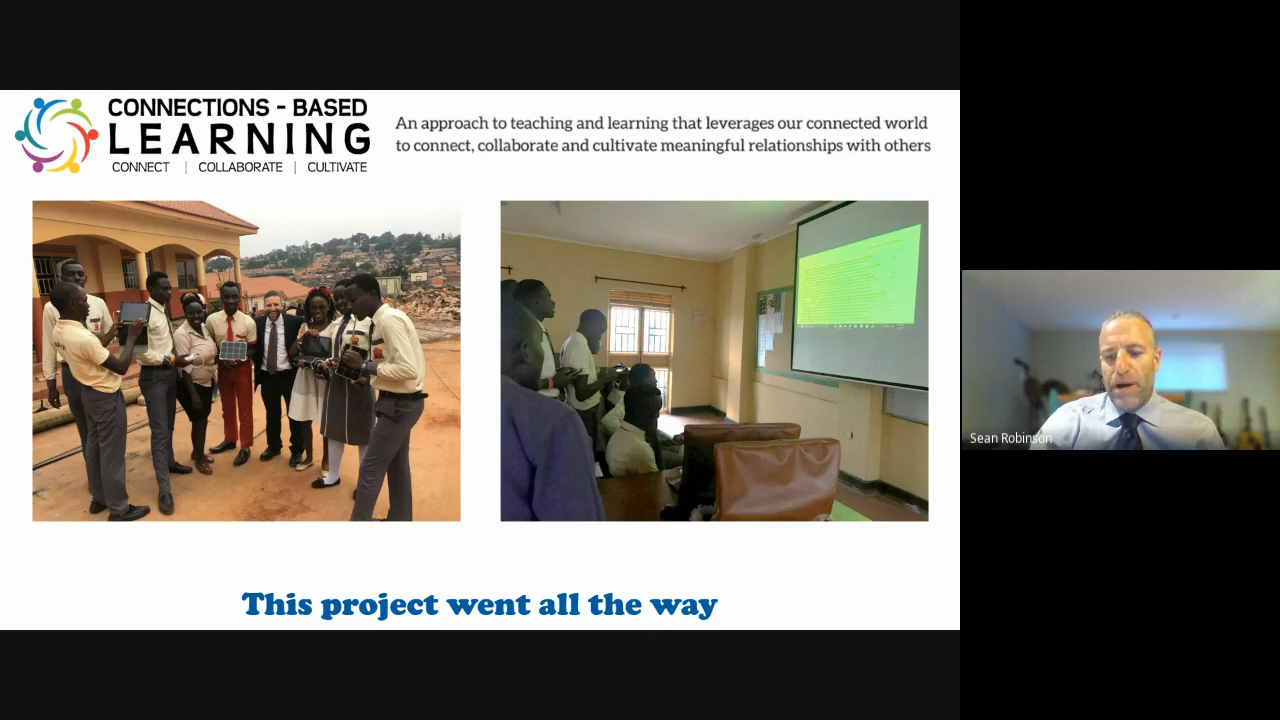 CONNECTIONS - BASED
LEARNING
CONNECT | COLLABORATE | CULTIVATE
An approach to teaching and learning that leverages our connected world
to connect, collaborate and cultivate meaningful relationships with others
Sean Robinson
This project went all the way